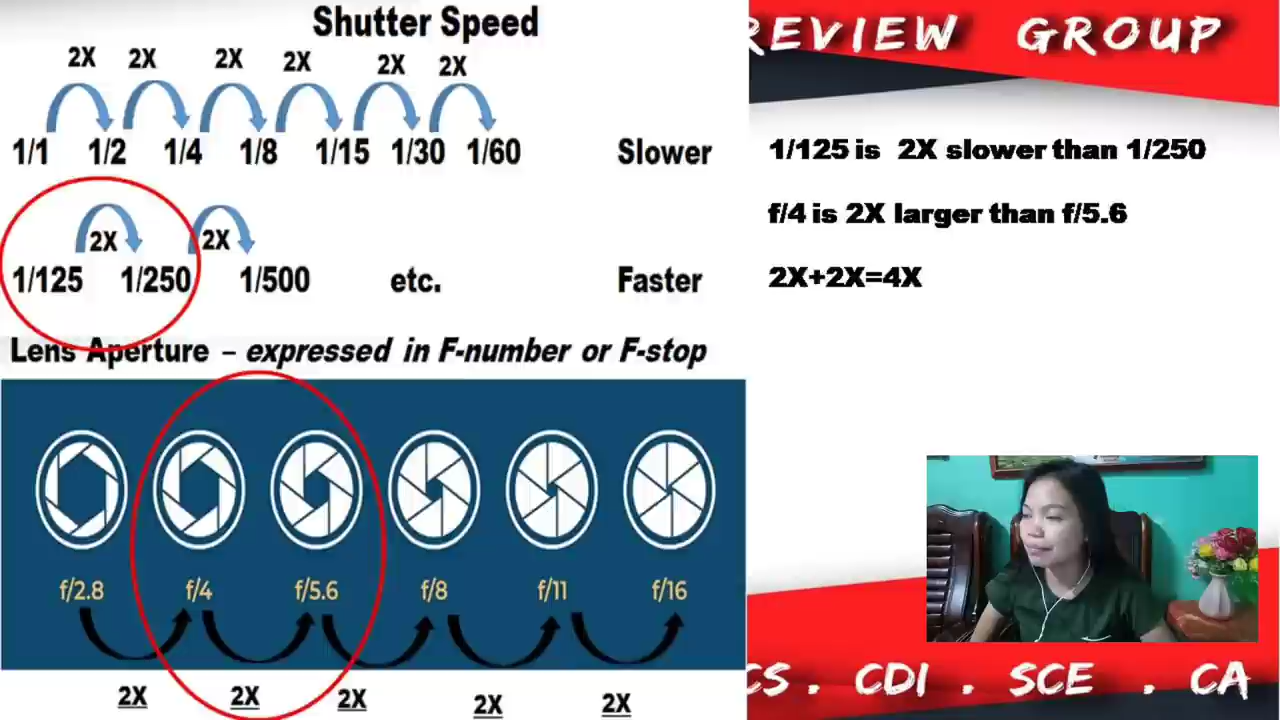 Shutter Speed
2X 2X 2X 2X 2X 2X
1/1 1/2 1/4 1/8 1/15 1/30 1/60 Slower
2X 2X
1/125 1/250 1/500 etc. Faster
Lens Aperture – expressed in F-number or F-stop
f/2.8 f/4 f/5.6 f/8 f/11 f/16
2X 2X 2X 2X 2X
REVIEW GROUP
1/125 is 2X slower than 1/250
f/4 is 2X larger than f/5.6
2X+2X=4X
CS . CDI . SCE . CA